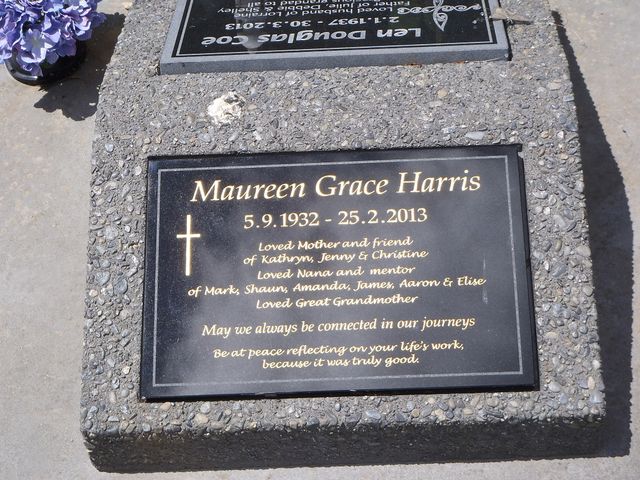 Len Douglas Coe
2.1.1937 - 30.3.2013
Loved husband of Lorraine
Father of Julie, Debbie & Shelley
Grandad to all
Maureen Grace Harris
5.9.1932 - 25.2.2013
Loved Mother and friend
of Kathryn, Jenny & Christine
Loved Nana and mentor
of Mark, Shaun, Amanda, James, Aaron & Elise
Loved Great Grandmother
May we always be connected in our journeys
Be at peace reflecting on your life's work,
because it was truly good.